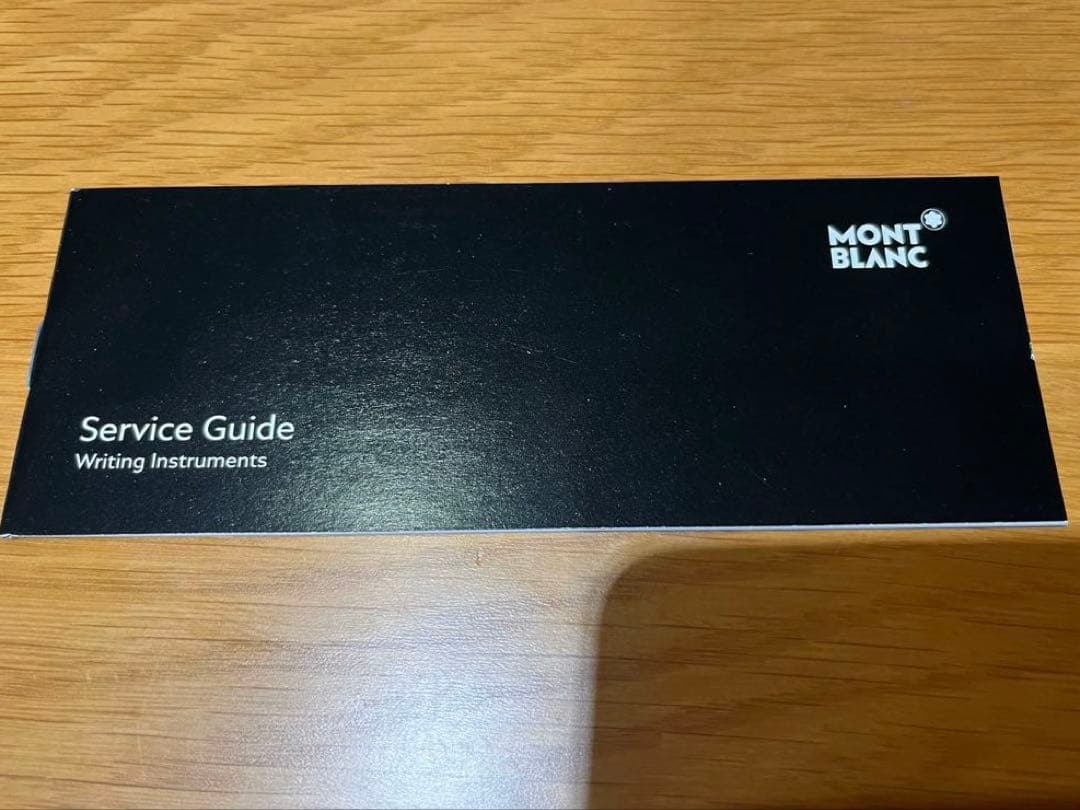 MONT
BLANC
Service Guide
Writing Instruments